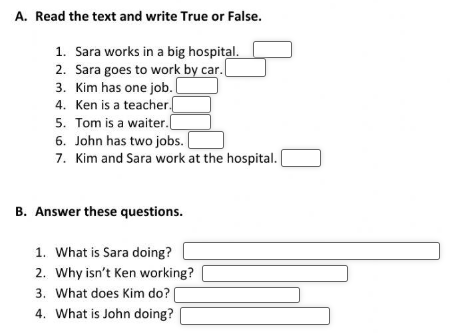 A. Read the text and write True or False.
1. Sara works in a big hospital.
2. Sara goes to work by car.
3. Kim has one job.
4. Ken is a teacher.
5. Tom is a waiter.
6. John has two jobs.
7. Kim and Sara work at the hospital.
B. Answer these questions.
1. What is Sara doing?
2. Why isn't Ken working?
3. What does Kim do?
4. What is John doing?